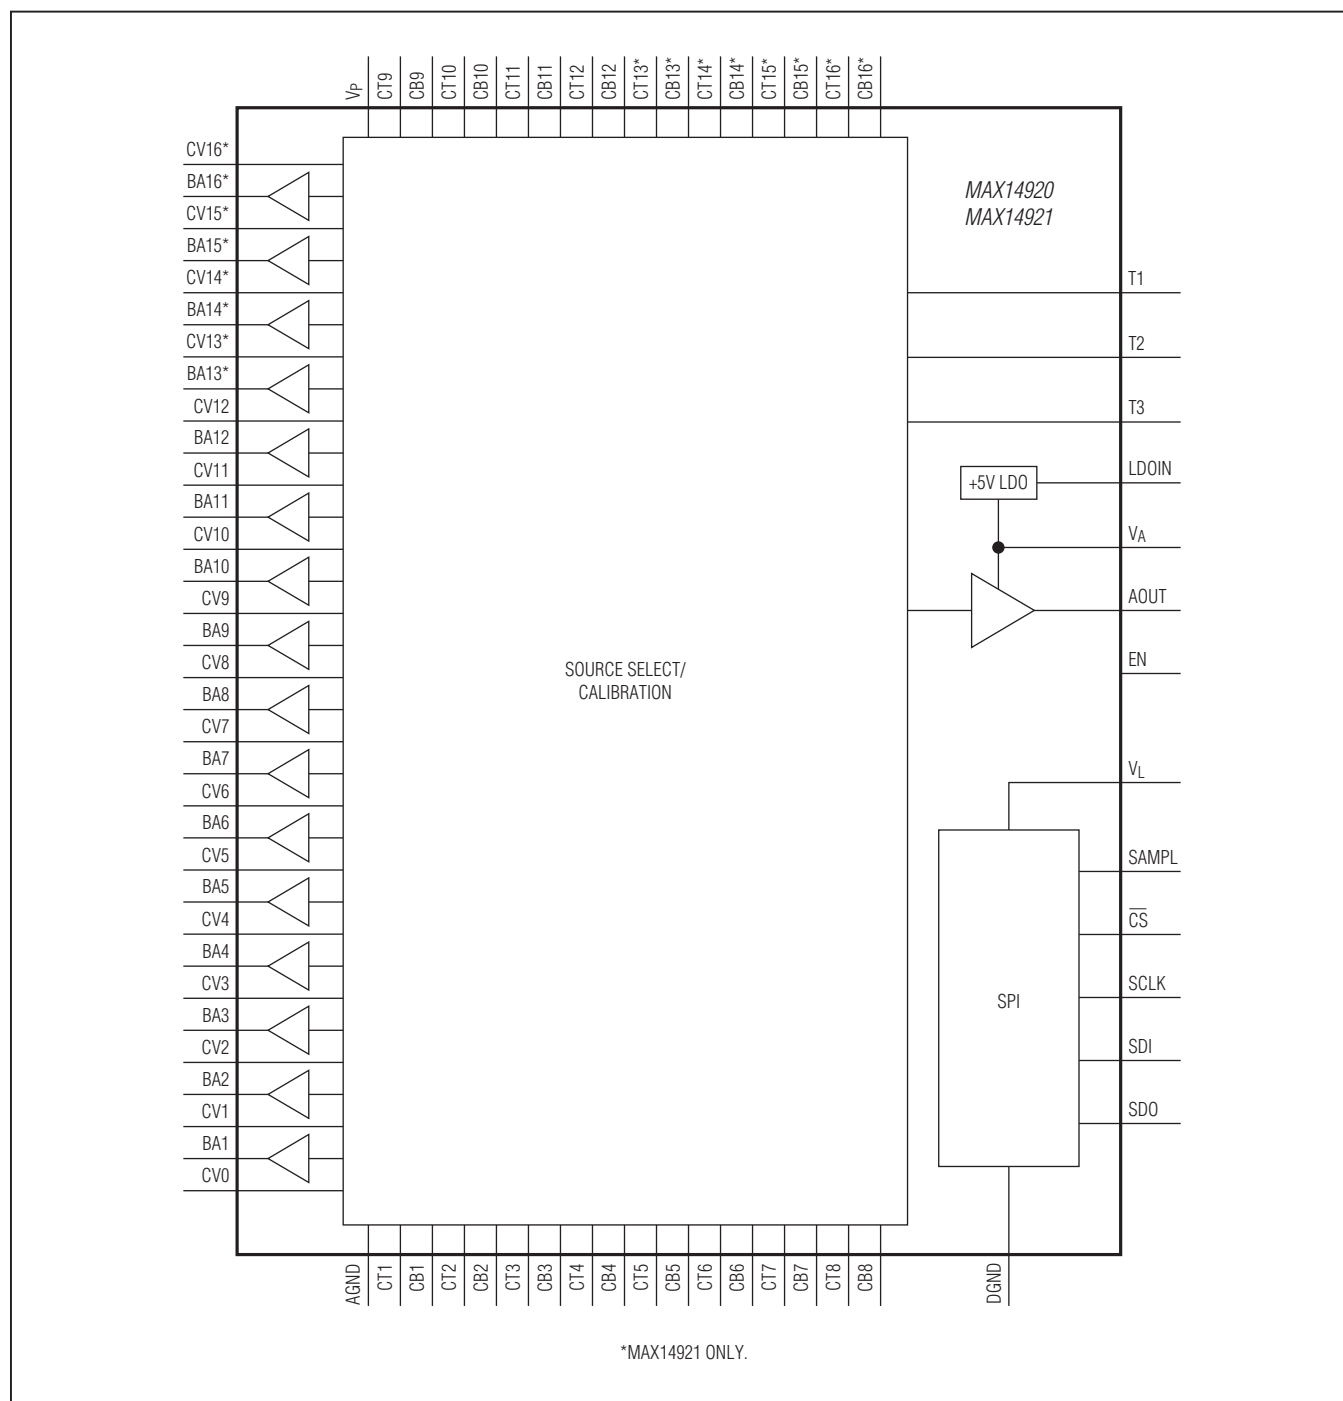 VP
CT9
CB9
CT10
CB10
CT11
CB11
CT12
CB12
CT13*
CB13*
CT14*
CB14*
CT15*
CB15*
CT16*
CB16*
CV16*
BA16*
CV15*
BA15*
CV14*
BA14*
CV13*
BA13*
CV12
BA12
CV11
BA11
CV10
BA10
CV9
BA9
CV8
BA8
CV7
BA7
CV6
BA6
CV5
BA5
CV4
BA4
CV3
BA3
CV2
BA2
CV1
BA1
CV0
SOURCE SELECT/
CALIBRATION
MAX14920
MAX14921
T1
T2
T3
+5V LDO
LDOIN
VA
AOUT
EN
VL
SPI
SAMPL
CS
SCLK
SDI
SDO
AGND
CT1
CB1
CT2
CB2
CT3
CB3
CT4
CB4
CT5
CB5
CT6
CB6
CT7
CB7
CT8
CB8
DGND
*MAX14921 ONLY.